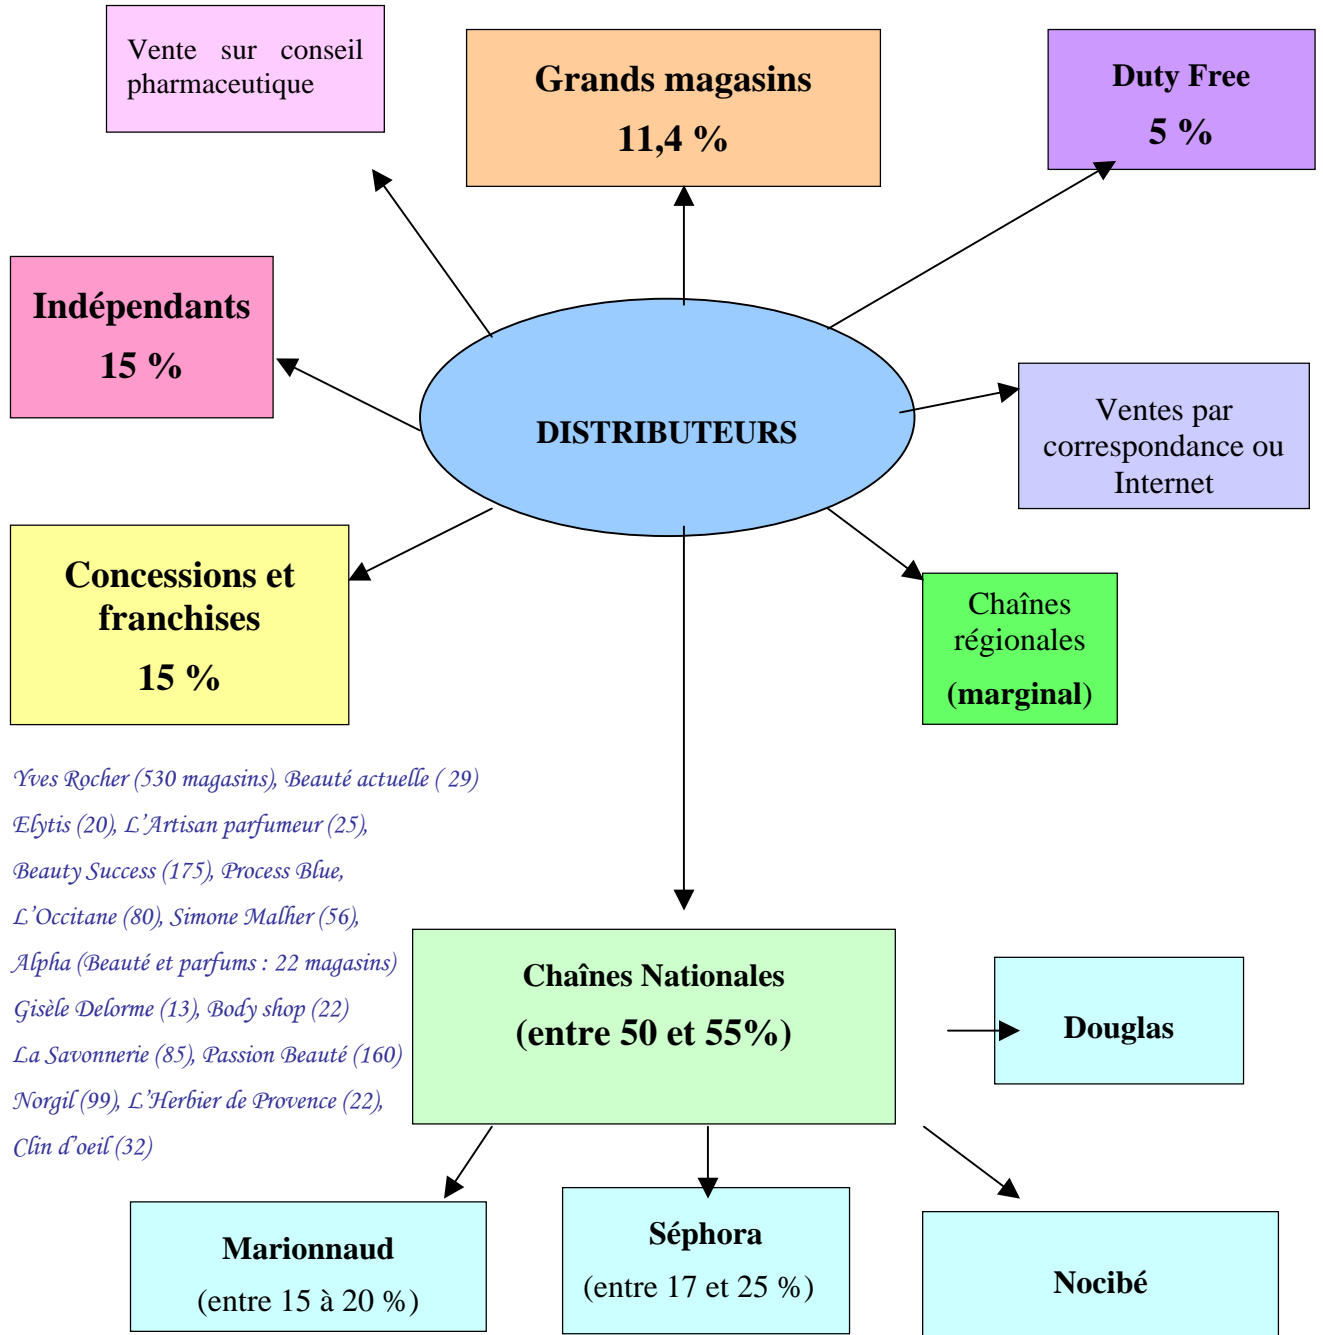 Vente sur conseil
pharmaceutique
Grands magasins
11,4 %
Duty Free
5 %
Indépendants
15 %
DISTRIBUTEURS
Ventes par
correspondance ou
Internet
Concessions et
franchises
15 %
Chaînes
régionales
(marginal)
Yves Rocher (530 magasins), Beauté actuelle ( 29)
Elytis (20), L'Artisan parfumeur (25),
Beauty Success (175), Process Blue,
L'Occitane (80), Simone Malher (56),
Alpha (Beauté et parfums : 22 magasins)
Gisèle Delorme (13), Body shop (22)
La Savonnerie (85), Passion Beauté (160)
Norgil (99), L'Herbier de Provence (22),
Clin d'oeil (32)
Chaînes Nationales
(entre 50 et 55%)
Douglas
Marionnaud
(entre 15 à 20 %)
Séphora
(entre 17 et 25 %)
Nocibé